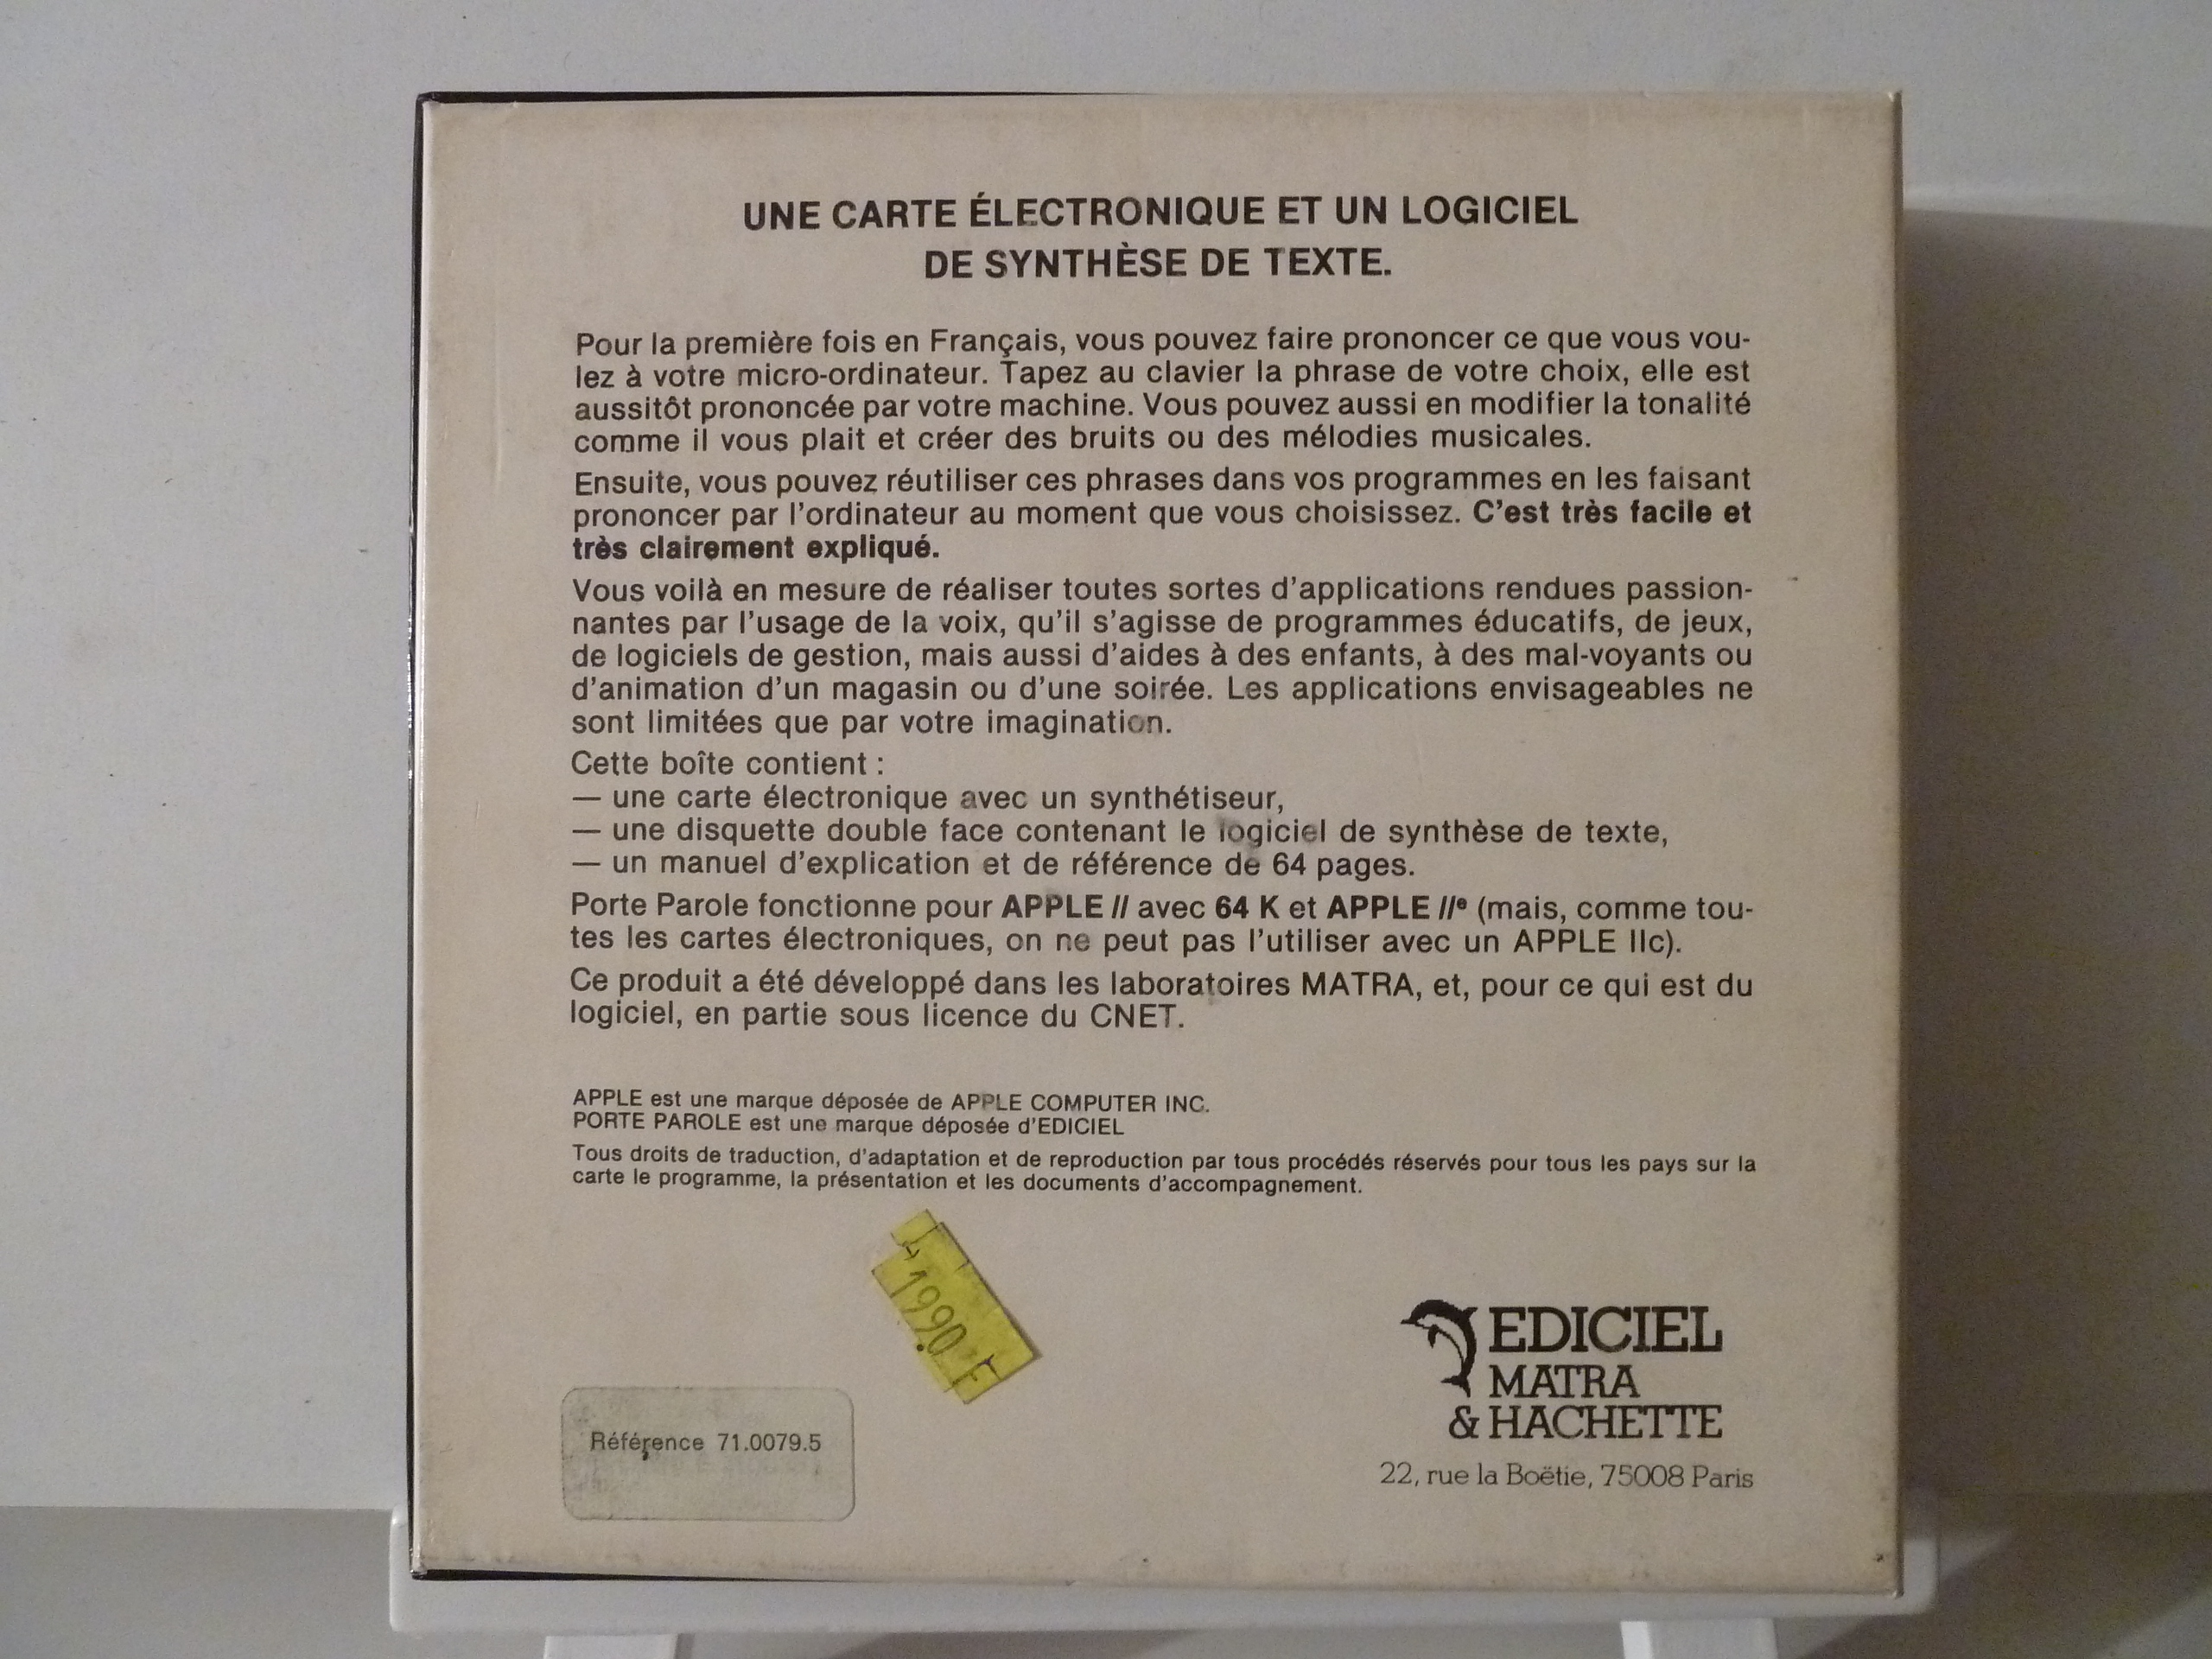 UNE CARTE ÉLECTRONIQUE ET UN LOGICIEL
DE SYNTHÈSE DE TEXTE.
Pour la première fois en Français, vous pouvez faire prononcer ce que vous vou-
lez à votre micro-ordinateur. Tapez au clavier la phrase de votre choix, elle est
aussitôt prononcée par votre machine. Vous pouvez aussi en modifier la tonalité
comme il vous plait et créer des bruits ou des mélodies musicales.
Ensuite, vous pouvez réutiliser ces phrases dans vos programmes en les faisant
prononcer par l'ordinateur au moment que vous choisissez. C'est très facile et
très clairement expliqué.
Vous voilà en mesure de réaliser toutes sortes d'applications rendues passion-
nantes par l'usage de la voix, qu'il s'agisse de programmes éducatifs, de jeux,
de logiciels de gestion, mais aussi d'aides à des enfants, à des mal-voyants ou
d'animation d'un magasin ou d'une soirée. Les applications envisageables ne
sont limitées que par votre imagination.
Cette boîte contient :
— une carte électronique avec un synthétiseur,
— une disquette double face contenant le logiciel de synthèse de texte,
— un manuel d'explication et de référence de 64 pages.
Porte Parole fonctionne pour APPLE // avec 64 K et APPLE //e (mais, comme tou-
tes les cartes électroniques, on ne peut pas l'utiliser avec un APPLE IIc).
Ce produit a été développé dans les laboratoires MATRA, et, pour ce qui est du
logiciel, en partie sous licence du CNET.
APPLE est une marque déposée de APPLE COMPUTER INC.
PORTE PAROLE est une marque déposée d'EDICIEL
Tous droits de traduction, d'adaptation et de reproduction par tous procédés réservés pour tous les pays sur la
carte le programme, la présentation et les documents d'accompagnement.
1990 F
Référence 71.0079.5
EDICIEL
MATRA
& HACHETTE
22, rue la Boëtie, 75008 Paris